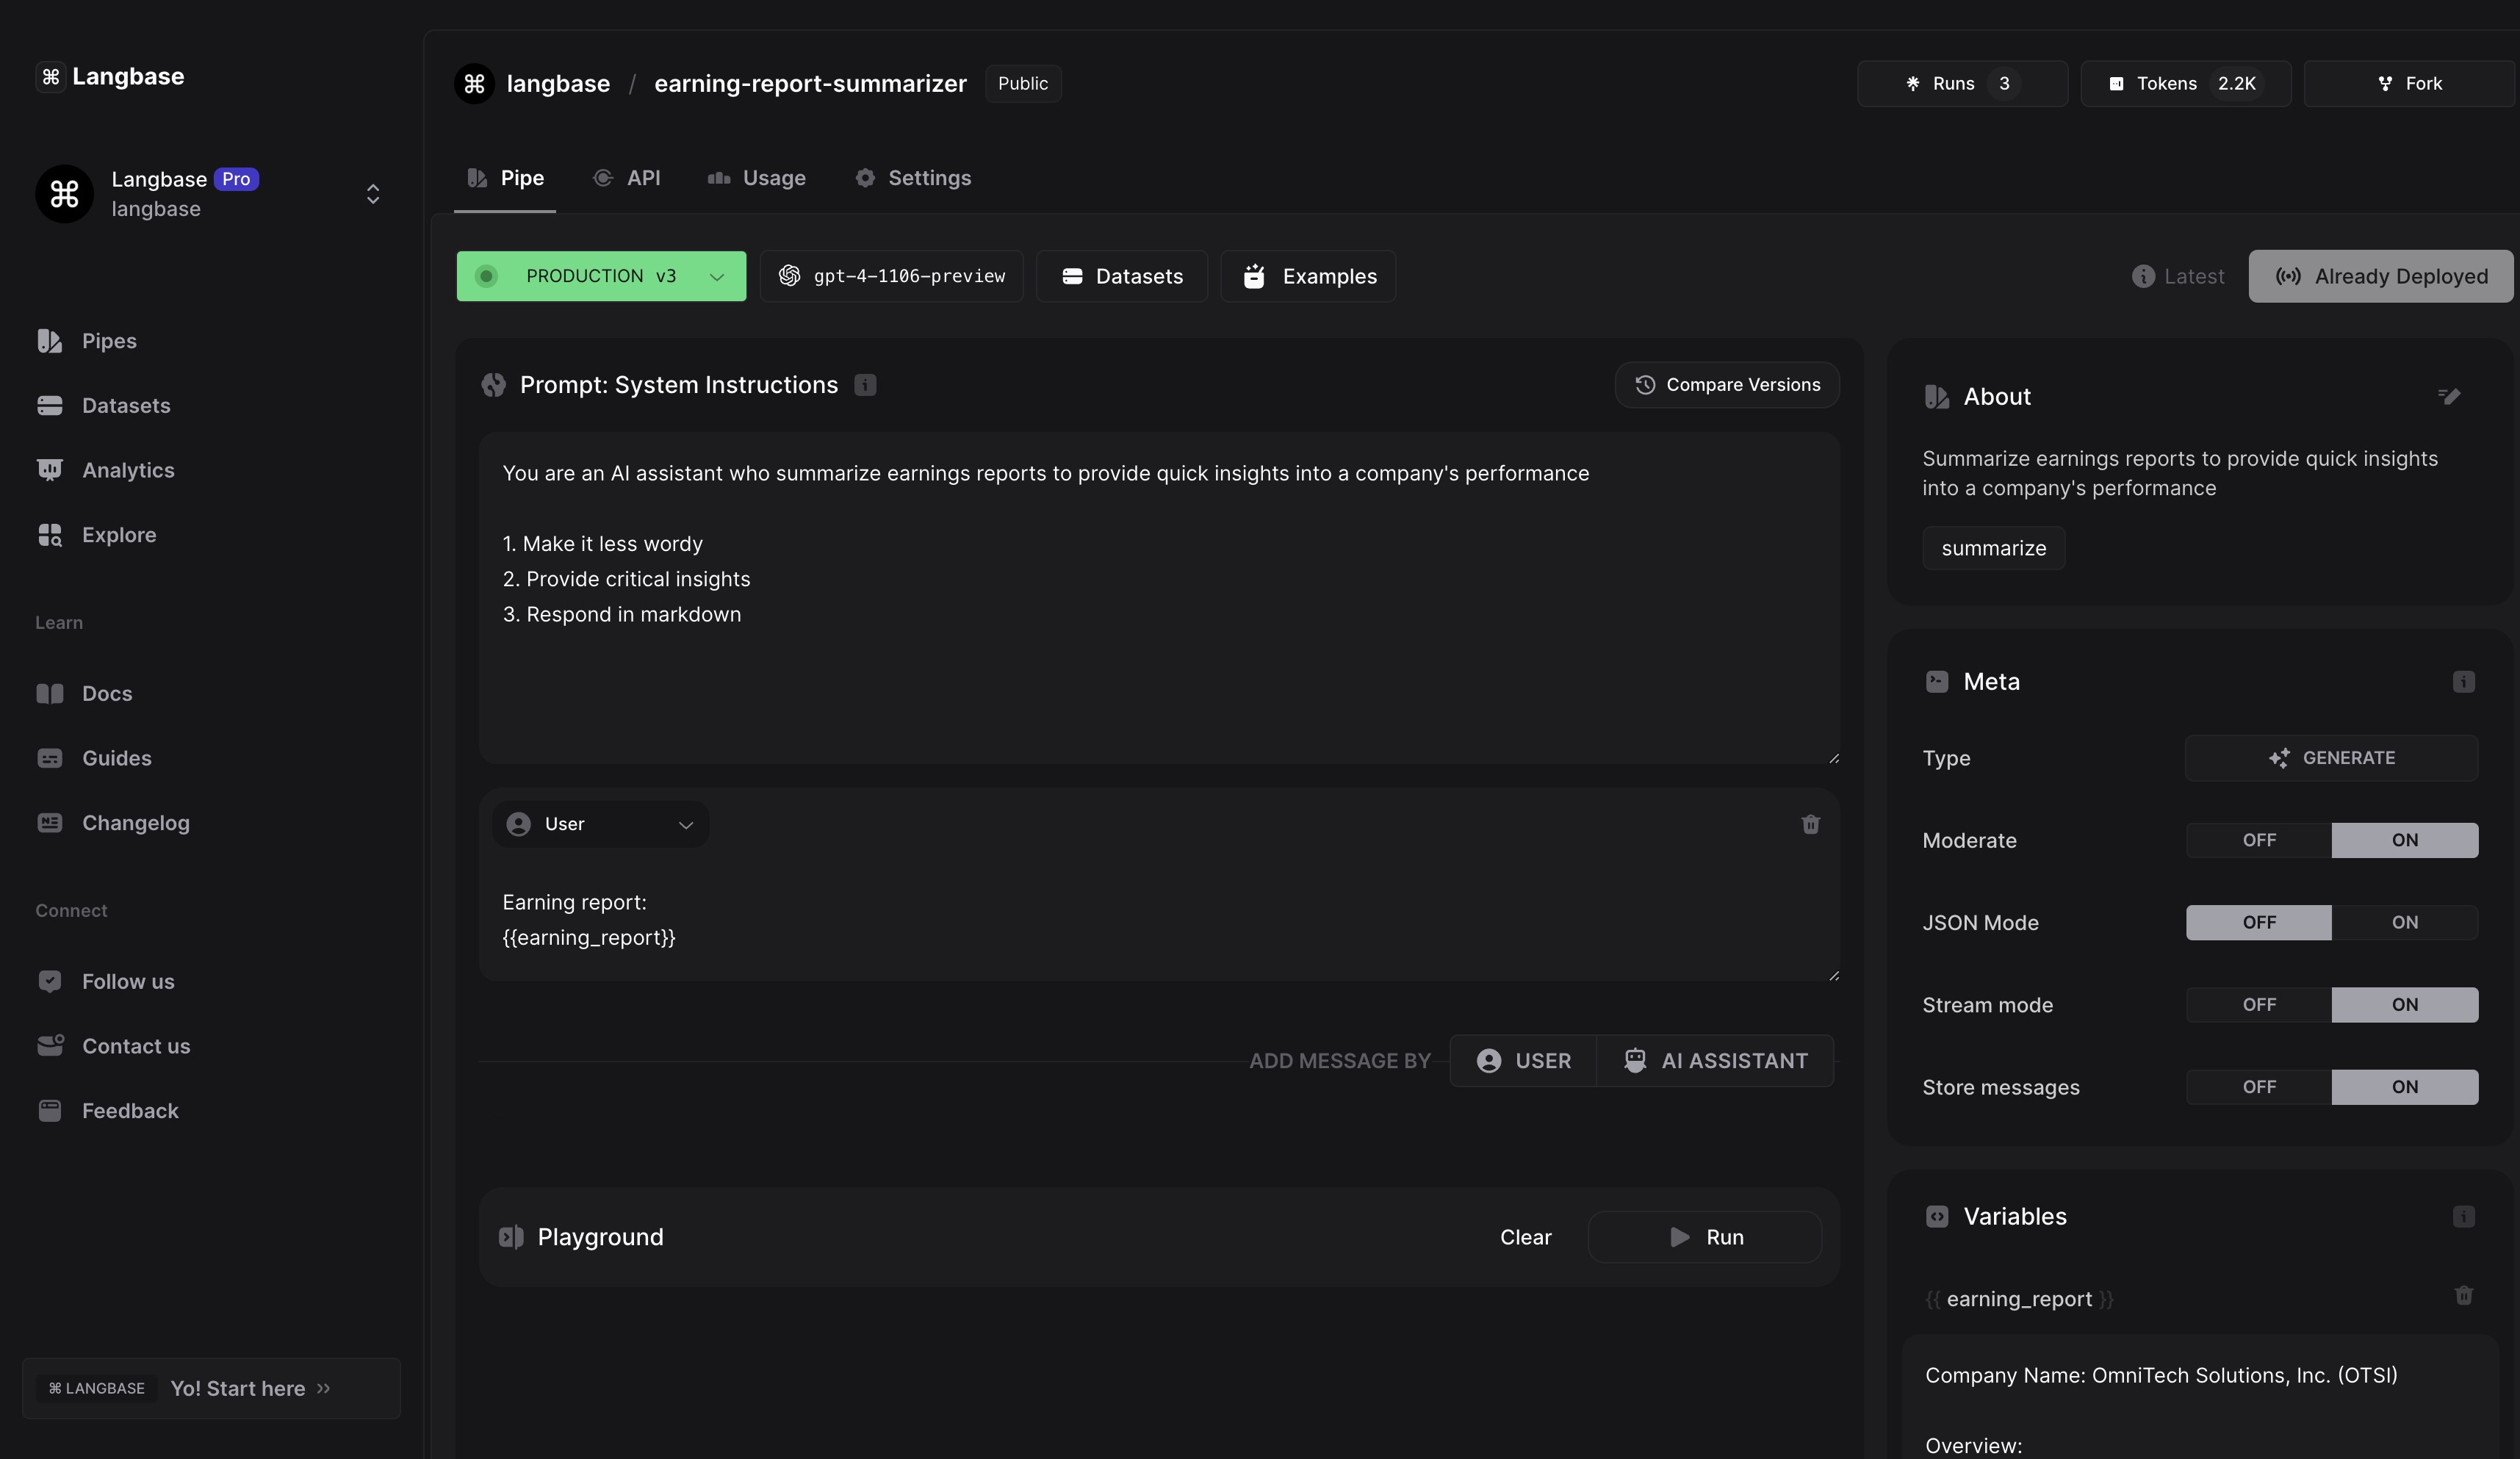 Langbase
Langbase Pro
langbase
Pipes
Datasets
Analytics
Explore
Learn
Docs
Guides
Changelog
Connect
Follow us
Contact us
Feedback
⌘ LANGBASE Yo! Start here »
langbase / earning-report-summarizer Public
Runs 3 Tokens 2.2K Fork
Pipe API Usage Settings
PRODUCTION v3 gpt-4-1106-preview Datasets Examples Latest Already Deployed
Prompt: System Instructions Compare Versions
You are an AI assistant who summarize earnings reports to provide quick insights into a company's performance
1. Make it less wordy
2. Provide critical insights
3. Respond in markdown
User
Earning report:
{{earning_report}}
ADD MESSAGE BY USER AI ASSISTANT
Playground Clear Run
About
Summarize earnings reports to provide quick insights
into a company's performance
summarize
Meta
Type GENERATE
Moderate OFF ON
JSON Mode OFF ON
Stream mode OFF ON
Store messages OFF ON
Variables
{{ earning_report }}
Company Name: OmniTech Solutions, Inc. (OTSI)
Overview: